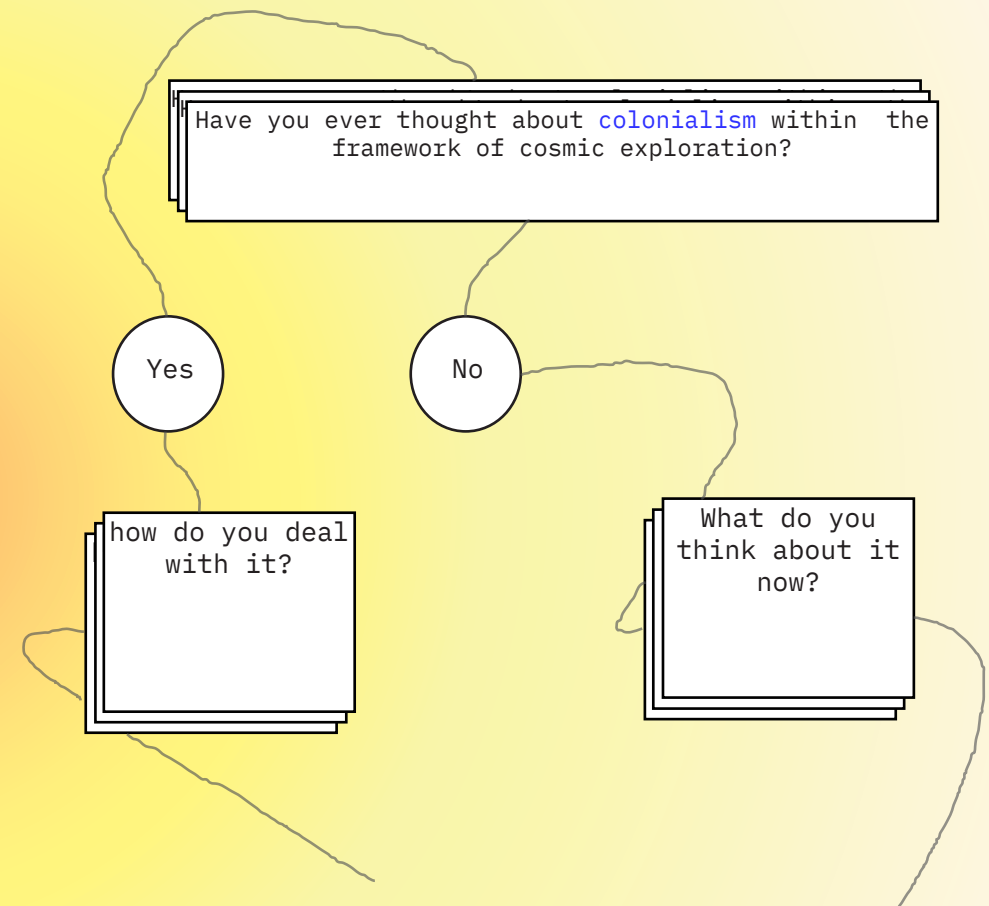 Have you ever thought about colonialism within  the
framework of cosmic exploration?
Yes
No
how do you deal
with it?
What do you
think about it
now?